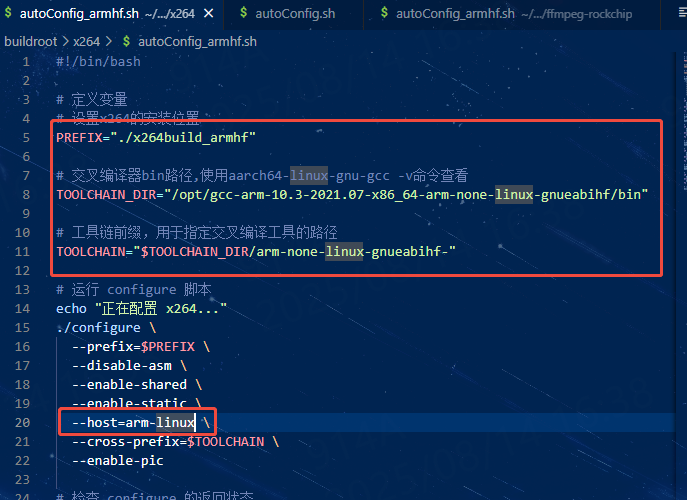 $ autoConfig_armhf.sh ~/.../x264 ×
$ autoConfig.sh
$ autoConfig_armhf.sh ~/.../ffmpeg-rockchip
buildroot > x264 > $ autoConfig_armhf.sh
1 #!/bin/bash
2
3 # 定义变量
4 # 设置x264的安装位置
5 PREFIX="./x264build_armhf"
6
7 # 交叉编译器bin路径,使用aarch64-linux-gnu-gcc -v命令查看
8 TOOLCHAIN_DIR="/opt/gcc-arm-10.3-2021.07-x86_64-arm-none-linux-gnueabihf/bin"
9
10 # 工具链前缀，用于指定交叉编译工具的路径
11 TOOLCHAIN="$TOOLCHAIN_DIR/arm-none-linux-gnueabihf-"
12
13 # 运行 configure 脚本
14 echo "正在配置 x264..."
15 ./configure \
16 --prefix=$PREFIX \
17 --disable-asm \
18 --enable-shared \
19 --enable-static \
20 --host=arm-linux \
21 --cross-prefix=$TOOLCHAIN \
22 --enable-pic
23
24 # 检查 configure 的返回状态